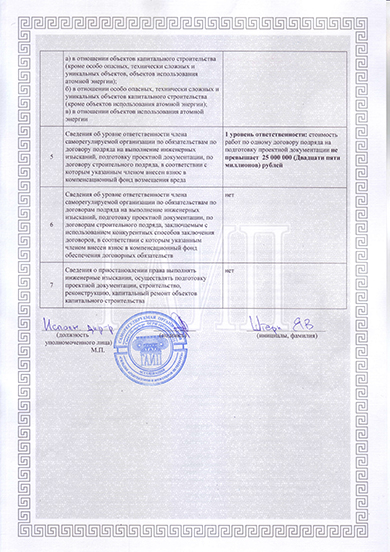 а) в отношении объектов капитального строительства
(кроме особо опасных, технически сложных и
уникальных объектов, объектов использования
атомной энергии);
б) в отношении особо опасных, технически сложных и
уникальных объектов капитального строительства
(кроме объектов использования атомной энергии);
в) в отношении объектов использования атомной
энергии
5
Сведения об уровне ответственности члена
саморегулируемой организации по обязательствам по
договору подряда на выполнение инженерных
изысканий, подготовку проектной документации, по
договору строительного подряда, в соответствии с
которым указанным членом внесен взнос в
компенсационный фонд возмещения вреда
1 уровень ответственности: стоимость
работ по одному договору подряда на
подготовку проектной документации не
превышает 25 000 000 (Двадцати пяти
миллионов) рублей
6
Сведения об уровне ответственности члена
саморегулируемой организации по обязательствам по
договорам подряда на выполнение инженерных
изысканий, подготовку проектной документации, по
договорам строительного подряда, заключаемым с
использованием конкурентных способов заключения
договоров, в соответствии с которым указанным
членом внесен взнос в компенсационный фонд
обеспечения договорных обязательств
нет
7
Сведения о приостановлении права выполнять
инженерные изыскания, осуществлять подготовку
проектной документации, строительство,
реконструкцию, капитальный ремонт объектов
капитального строительства
нет
(должность
уполномоченного лица)
М.П.
(подпись)
(инициалы, фамилия)
ГИП